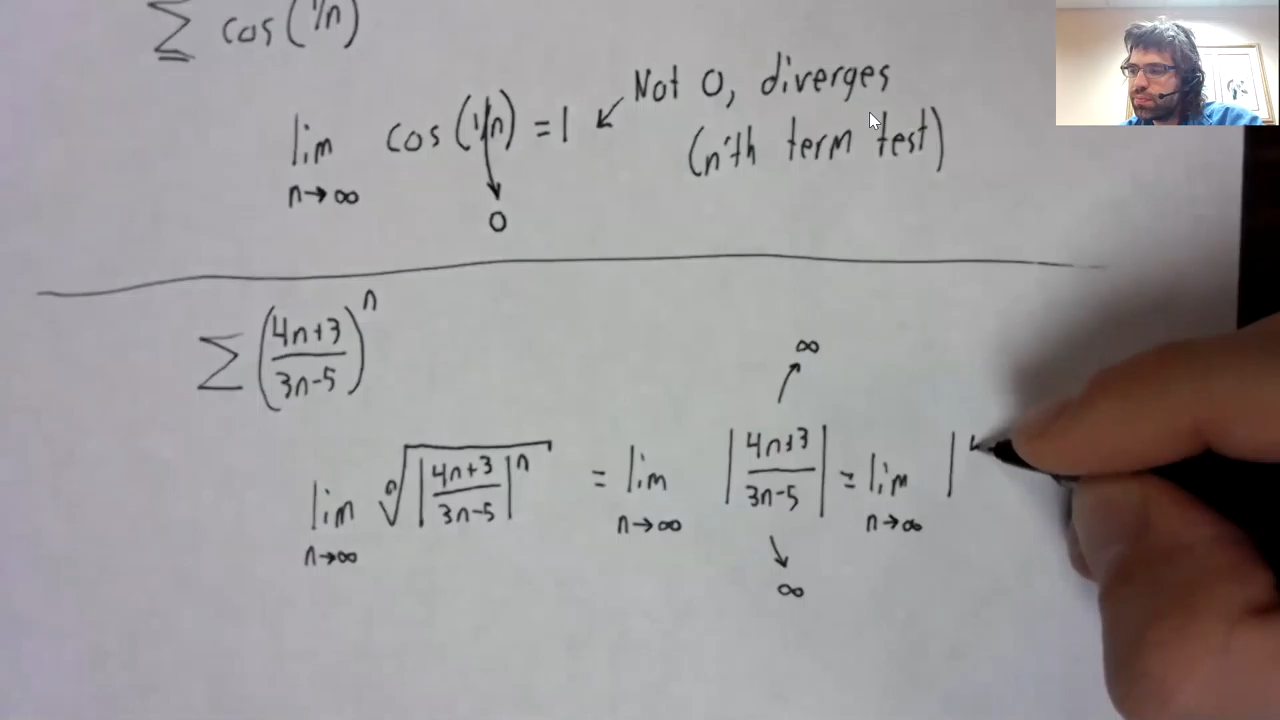 ∑ cos(1/n)
lim n→∞ cos(1/n) = 1 ↙ Not 0, diverges
(n'th term test)
0
∑ ((4n+3)/(3n-5))^n
∞
lim n→∞ ⁿ√|(4n+3)/(3n-5)|^n = lim n→∞ |(4n+3)/(3n-5)| = lim n→∞ |
∞